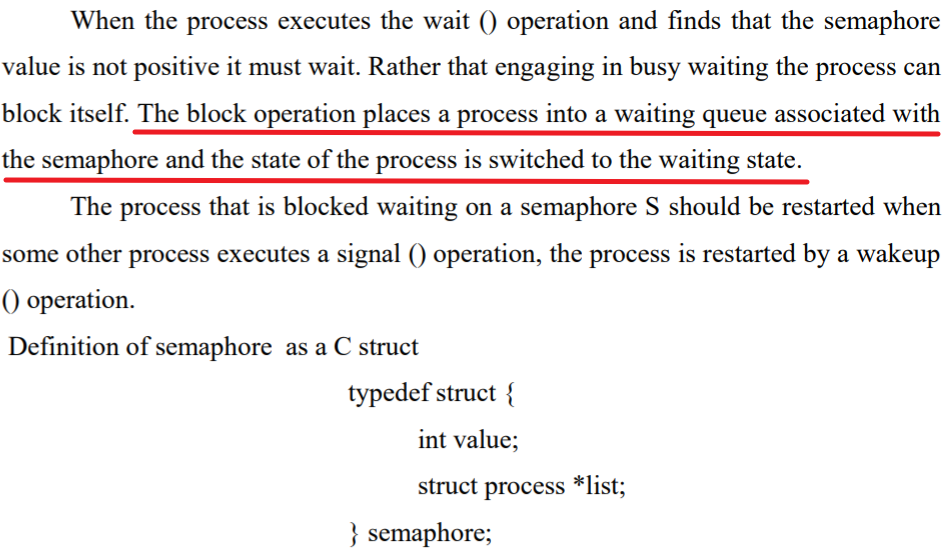 When the process executes the wait () operation and finds that the semaphore
value is not positive it must wait. Rather that engaging in busy waiting the process can
block itself. The block operation places a process into a waiting queue associated with
the semaphore and the state of the process is switched to the waiting state.
The process that is blocked waiting on a semaphore S should be restarted when
some other process executes a signal () operation, the process is restarted by a wakeup
() operation.
Definition of semaphore as a C struct
typedef struct {
int value;
struct process *list;
} semaphore;